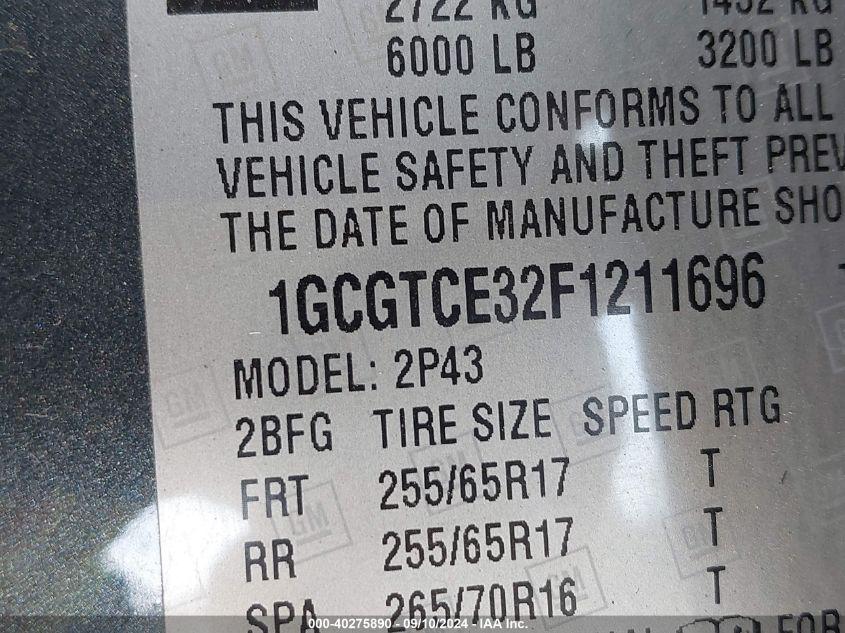 2722 KG 1452 KG
6000 LB 3200 LB
THIS VEHICLE CONFORMS TO ALL
VEHICLE SAFETY AND THEFT PREV
THE DATE OF MANUFACTURE SHO
1GCGTCE32F1211696
MODEL: 2P43
2BFG TIRE SIZE SPEED RTG
FRT 255/65R17 T
RR 255/65R17 T
SPA 265/70R16 T
FOR
GM
000-40275890 - 09/10/2024 - IAA Inc.